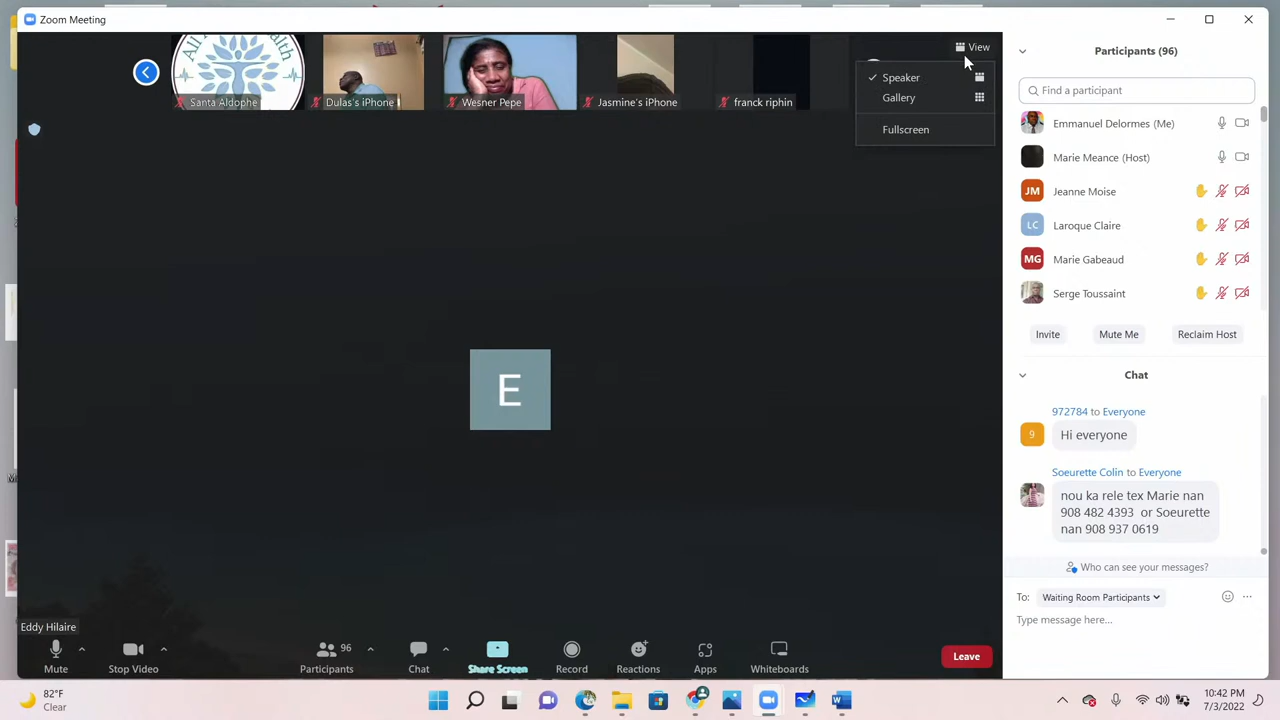 Zoom Meeting
Santa Aldophe
Dulas's iPhone
Wesner Pepe
Jasmine's iPhone
franck riphin
View
Speaker
Gallery
Fullscreen
E
Eddy Hilaire
Mute
Stop Video
96
Participants
Chat
Share Screen
Record
Reactions
Apps
Whiteboards
Leave
Participants (96)
Find a participant
Emmanuel Delormes (Me)
Marie Meance (Host)
JM Jeanne Moise
LC Laroque Claire
MG Marie Gabeaud
Serge Toussaint
Invite Mute Me Reclaim Host
Chat
972784 to Everyone
9 Hi everyone
Soeurette Colin to Everyone
nou ka rele tex Marie nan
908 482 4393 or Soeurette
nan 908 937 0619
Who can see your messages?
To: Waiting Room Participants
Type message here...
82°F
Clear
10:42 PM
7/3/2022